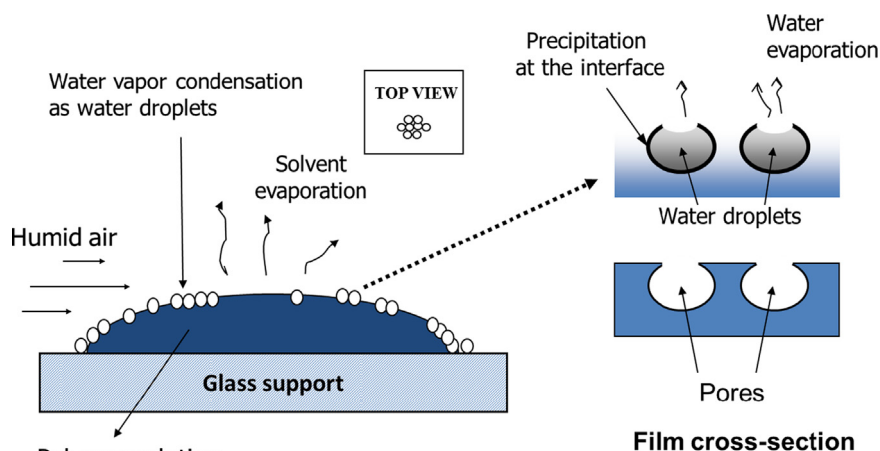 Water vapor condensation
as water droplets
TOP VIEW
Solvent
evaporation
Humid air
Glass support
Precipitation
at the interface
Water
evaporation
Water droplets
Pores
Film cross-section